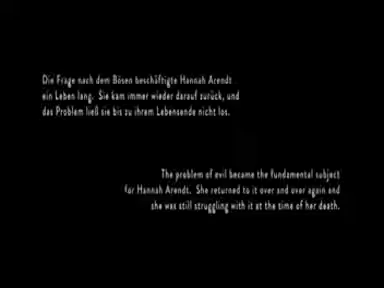 Die Frage nach dem Bösen beschäftigte Hannah Arendt
ein Leben lang. Sie kam immer wieder darauf zurück, und
das Problem ließ sie bis zu ihrem Lebensende nicht los.
The problem of evil became the fundamental subject
for Hannah Arendt. She returned to it over and over again and
she was still struggling with it at the time of her death.